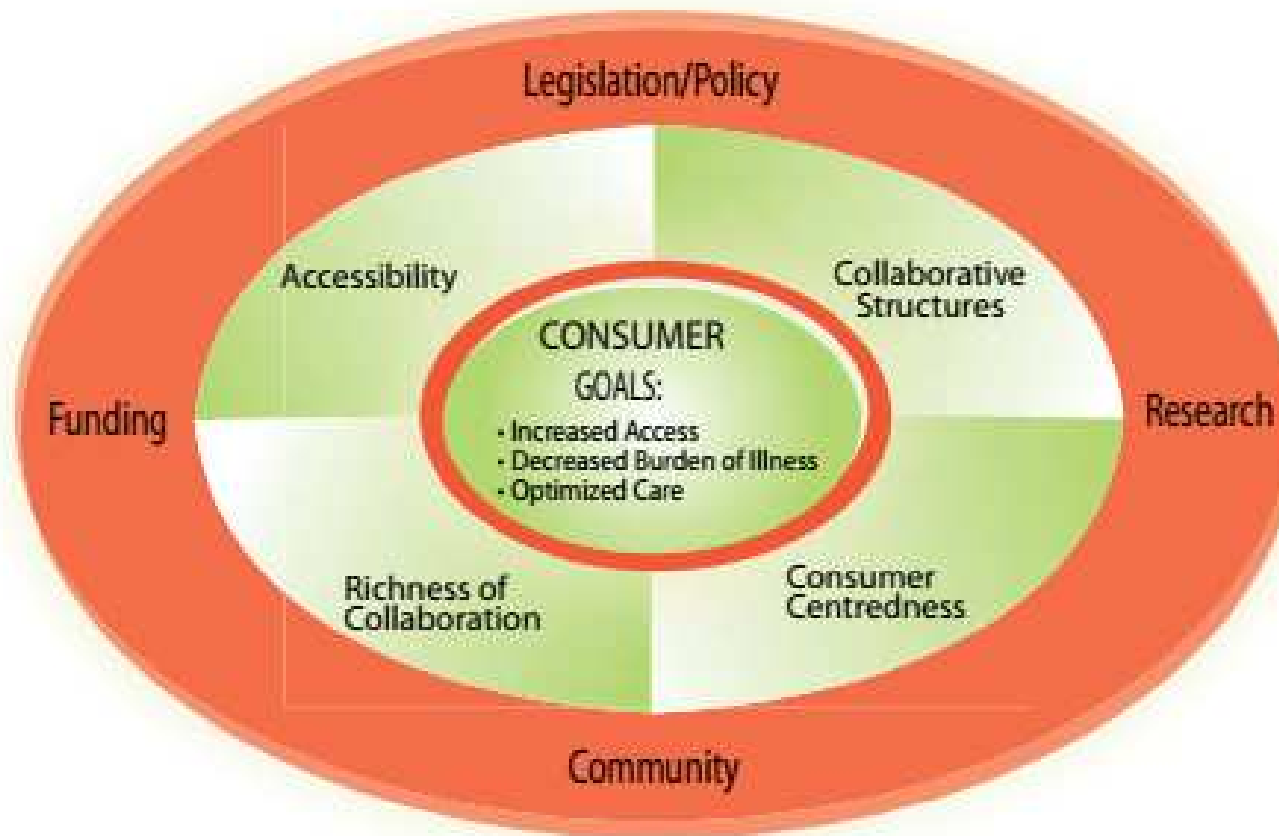 Legislation/Policy
Accessibility
Collaborative
Structures
CONSUMER
GOALS:
• Increased Access
• Decreased Burden of Illness
• Optimized Care
Funding
Research
Richness of
Collaboration
Consumer
Centredness
Community